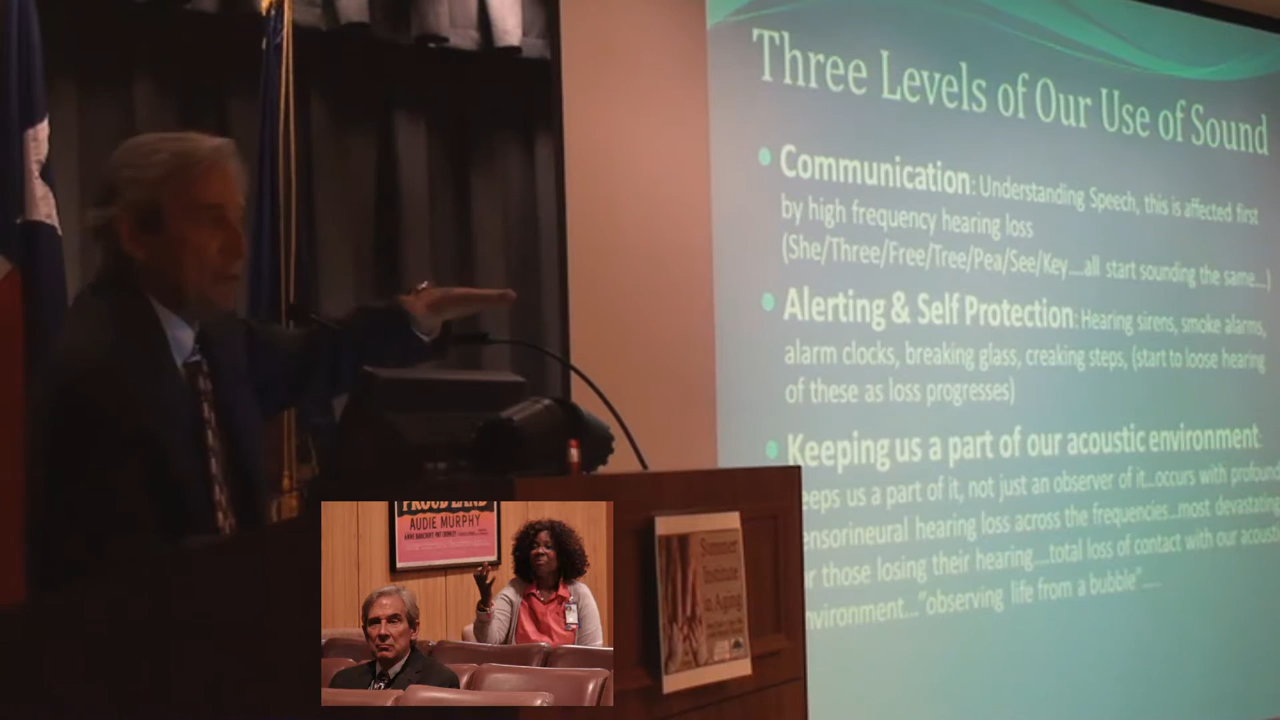 Three Levels of Our Use of Sound
Communication: Understanding Speech, this is affected first
by high frequency hearing loss
(She/Three/Free/Tree/Pea/See/Key....all start sounding the same....)
Alerting & Self Protection: Hearing sirens, smoke alarms,
alarm clocks, breaking glass, creaking steps, (start to loose hearing
of these as loss progresses)
Keeping us a part of our acoustic environment:
eeps us a part of it, not just an observer of it...occurs with profound
ensorineural hearing loss across the frequencies...most devastating
r those losing their hearing....total loss of contact with our acousti
nvironment..."observing life from a bubble".....
Summer
Institute
in Aging
PROUD LAND
AUDIE MURPHY